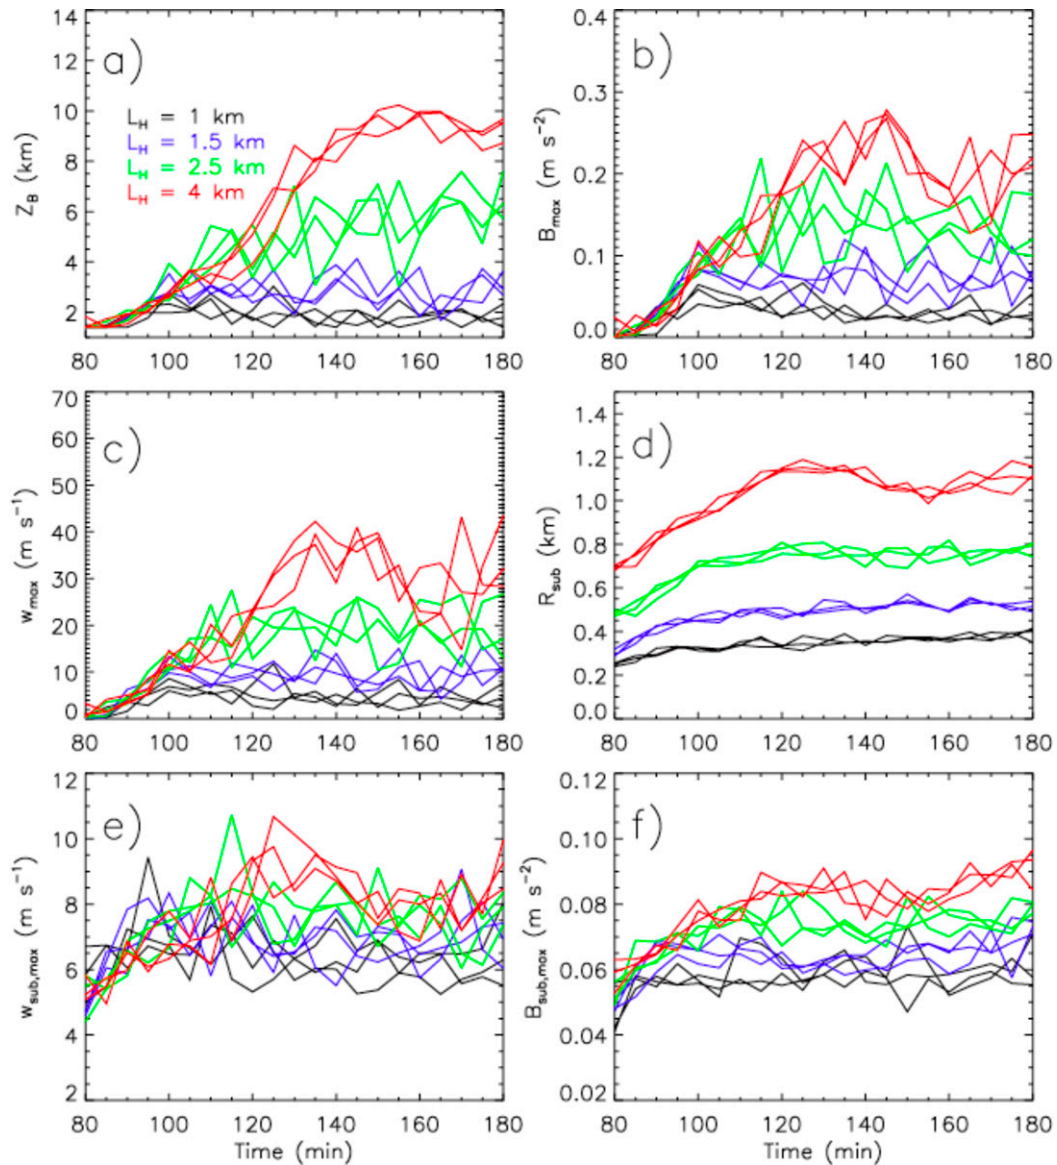 a)
L_H = 1 km
L_H = 1.5 km
L_H = 2.5 km
L_H = 4 km
Z_B (km)
14
12
10
8
6
4
2
80 100 120 140 160 180
b)
B_max (m s^-2)
0.4
0.3
0.2
0.1
0.0
80 100 120 140 160 180
c)
w_max (m s^-1)
70
60
50
40
30
20
10
0
80 100 120 140 160 180
d)
R_sub (km)
1.4
1.2
1.0
0.8
0.6
0.4
0.2
0.0
80 100 120 140 160 180
e)
w_sub,max (m s^-1)
12
10
8
6
4
2
80 100 120 140 160 180
Time (min)
f)
B_sub,max (m s^-2)
0.12
0.10
0.08
0.06
0.04
0.02
80 100 120 140 160 180
Time (min)